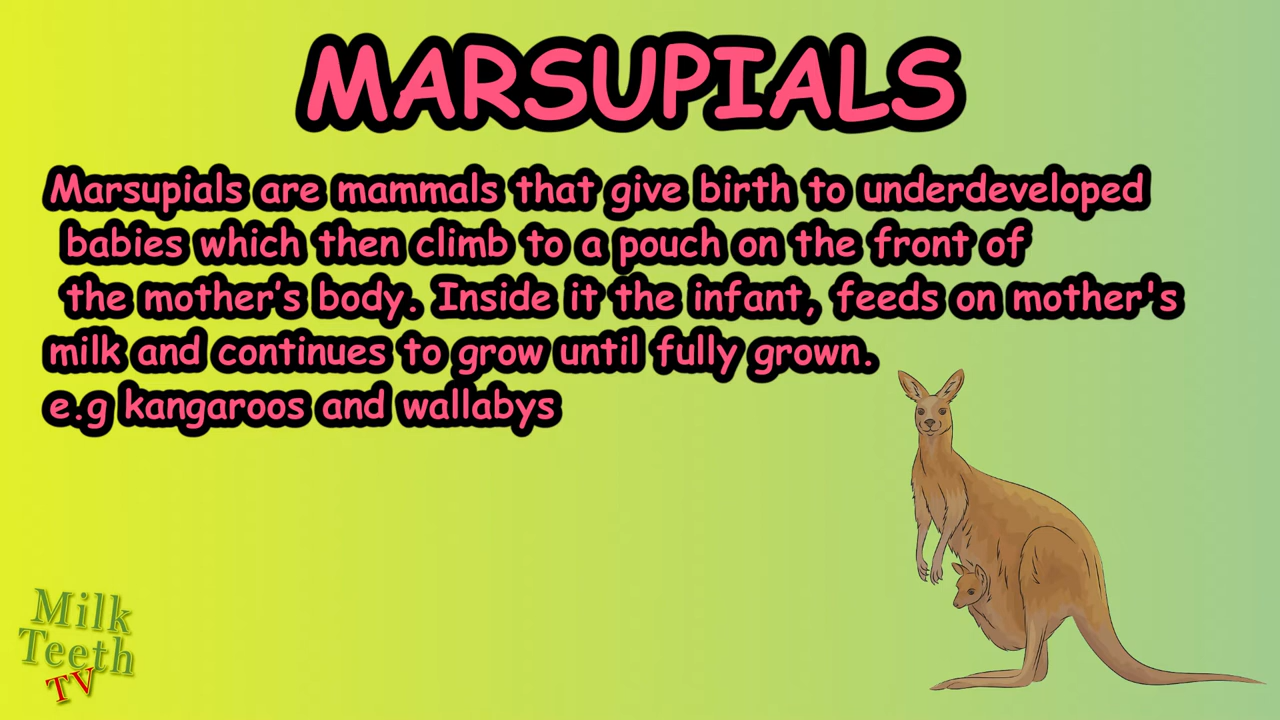 MARSUPIALS
Marsupials are mammals that give birth to underdeveloped
babies which then climb to a pouch on the front of
the mother’s body. Inside it the infant, feeds on mother's
milk and continues to grow until fully grown.
e.g kangaroos and wallabys
Milk
Teeth
TV